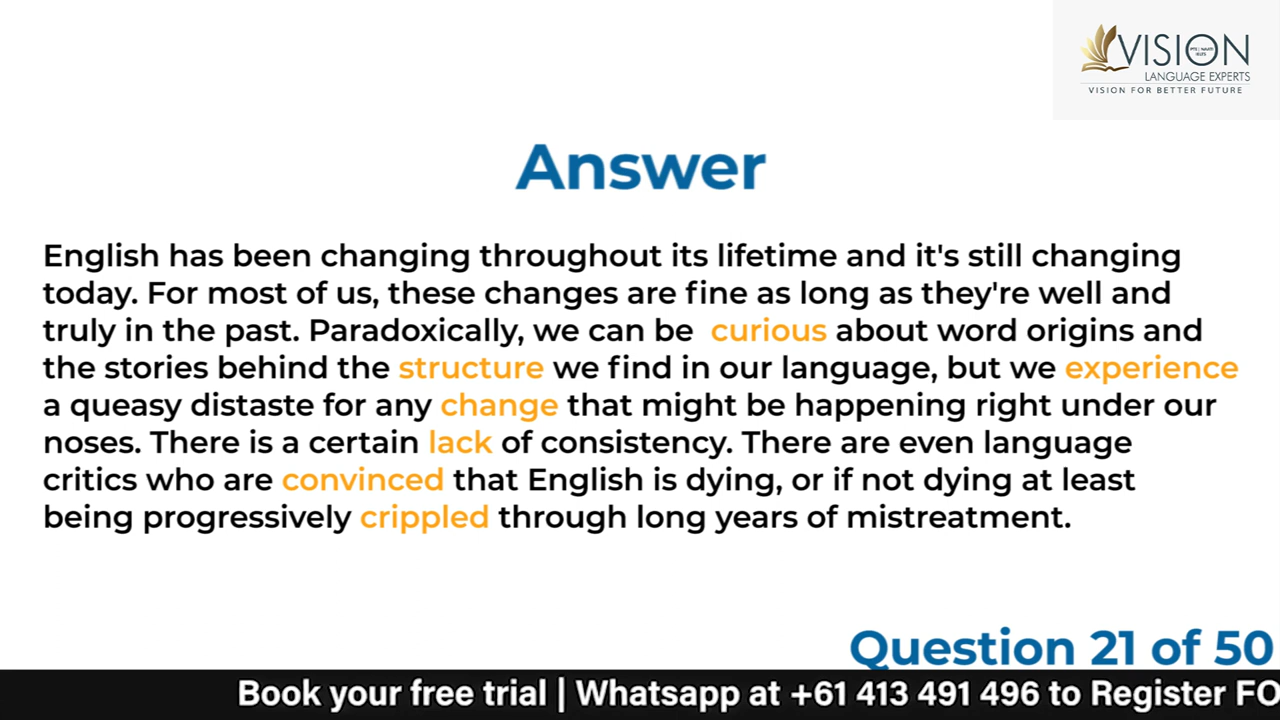 VISION
LANGUAGE EXPERTS
VISION FOR BETTER FUTURE
Answer
English has been changing throughout its lifetime and it's still changing
today. For most of us, these changes are fine as long as they're well and
truly in the past. Paradoxically, we can be curious about word origins and
the stories behind the structure we find in our language, but we experience
a queasy distaste for any change that might be happening right under our
noses. There is a certain lack of consistency. There are even language
critics who are convinced that English is dying, or if not dying at least
being progressively crippled through long years of mistreatment.
Question 21 of 50
Book your free trial | Whatsapp at +61 413 491 496 to Register FO